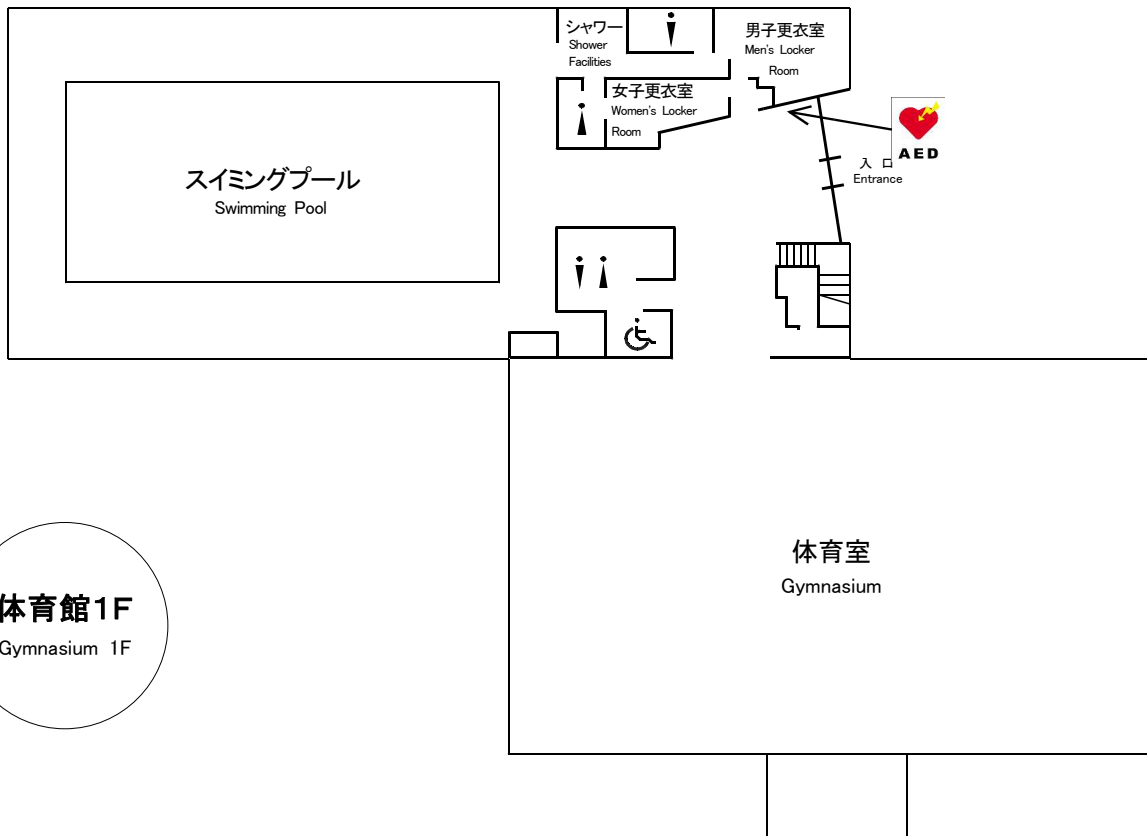 シャワー
Shower
Facilities
男子更衣室
Men's Locker
Room
女子更衣室
Women's Locker
Room
AED
入 口
Entrance
スイミングプール
Swimming Pool
体育室
Gymnasium
体育館1F
Gymnasium 1F